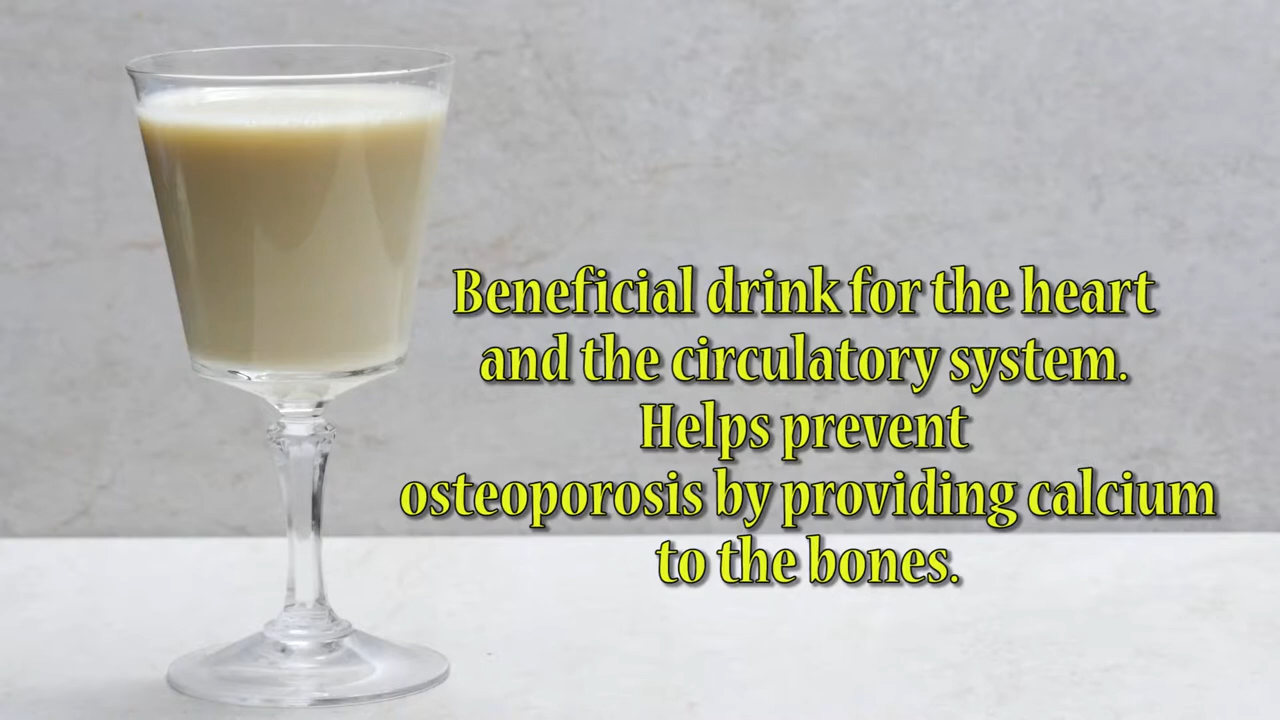 Beneficial drink for the heart
and the circulatory system.
Helps prevent
osteoporosis by providing calcium
to the bones.